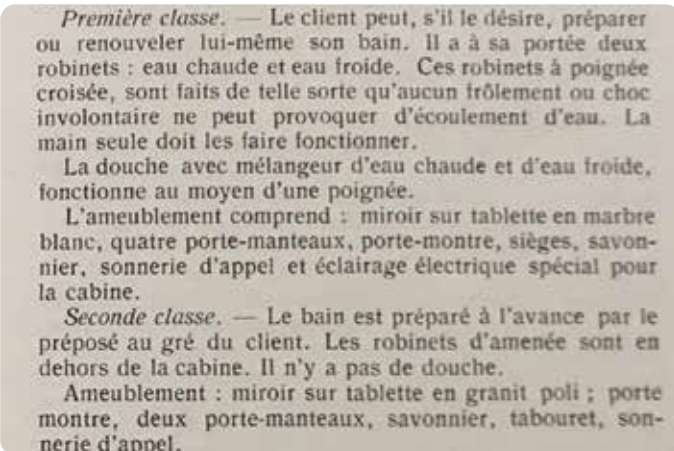 Première classe. — Le client peut, s'il le désire, préparer
ou renouveler lui-même son bain. Il a à sa portée deux
robinets : eau chaude et eau froide. Ces robinets à poignée
croisée, sont faits de telle sorte qu'aucun frôlement ou choc
involontaire ne peut provoquer d'écoulement d'eau. La
main seule doit les faire fonctionner.
La douche avec mélangeur d'eau chaude et d'eau froide,
fonctionne au moyen d'une poignée.
L'ameublement comprend : miroir sur tablette en marbre
blanc, quatre porte-manteaux, porte-montre, sièges, savon-
nier, sonnerie d'appel et éclairage électrique spécial pour
la cabine.
Seconde classe. — Le bain est préparé à l'avance par le
préposé au gré du client. Les robinets d'amenée sont en
dehors de la cabine. Il n'y a pas de douche.
Ameublement : miroir sur tablette en granit poli ; porte
montre, deux porte-manteaux, savonnier, tabouret, son-
nerie d'appel.